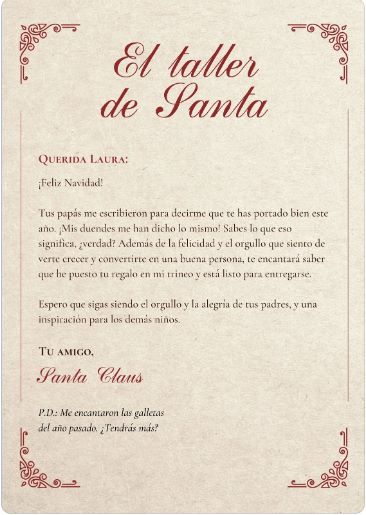 El taller
de Santa
Querida Laura:
¡Feliz Navidad!
Tus papás me escribieron para decirme que te has portado bien este
año. ¡Mis duendes me han dicho lo mismo! Sabes lo que eso
significa, ¿verdad? Además de la felicidad y el orgullo que siento de
verte crecer y convertirte en una buena persona, te encantará saber
que he puesto tu regalo en mi trineo y está listo para entregarse.
Espero que sigas siendo el orgullo y la alegría de tus padres, y una
inspiración para los demás niños.
Tu amigo,
Santa Claus
P.D.: Me encantaron las galletas
del año pasado. ¿Tendrás más?